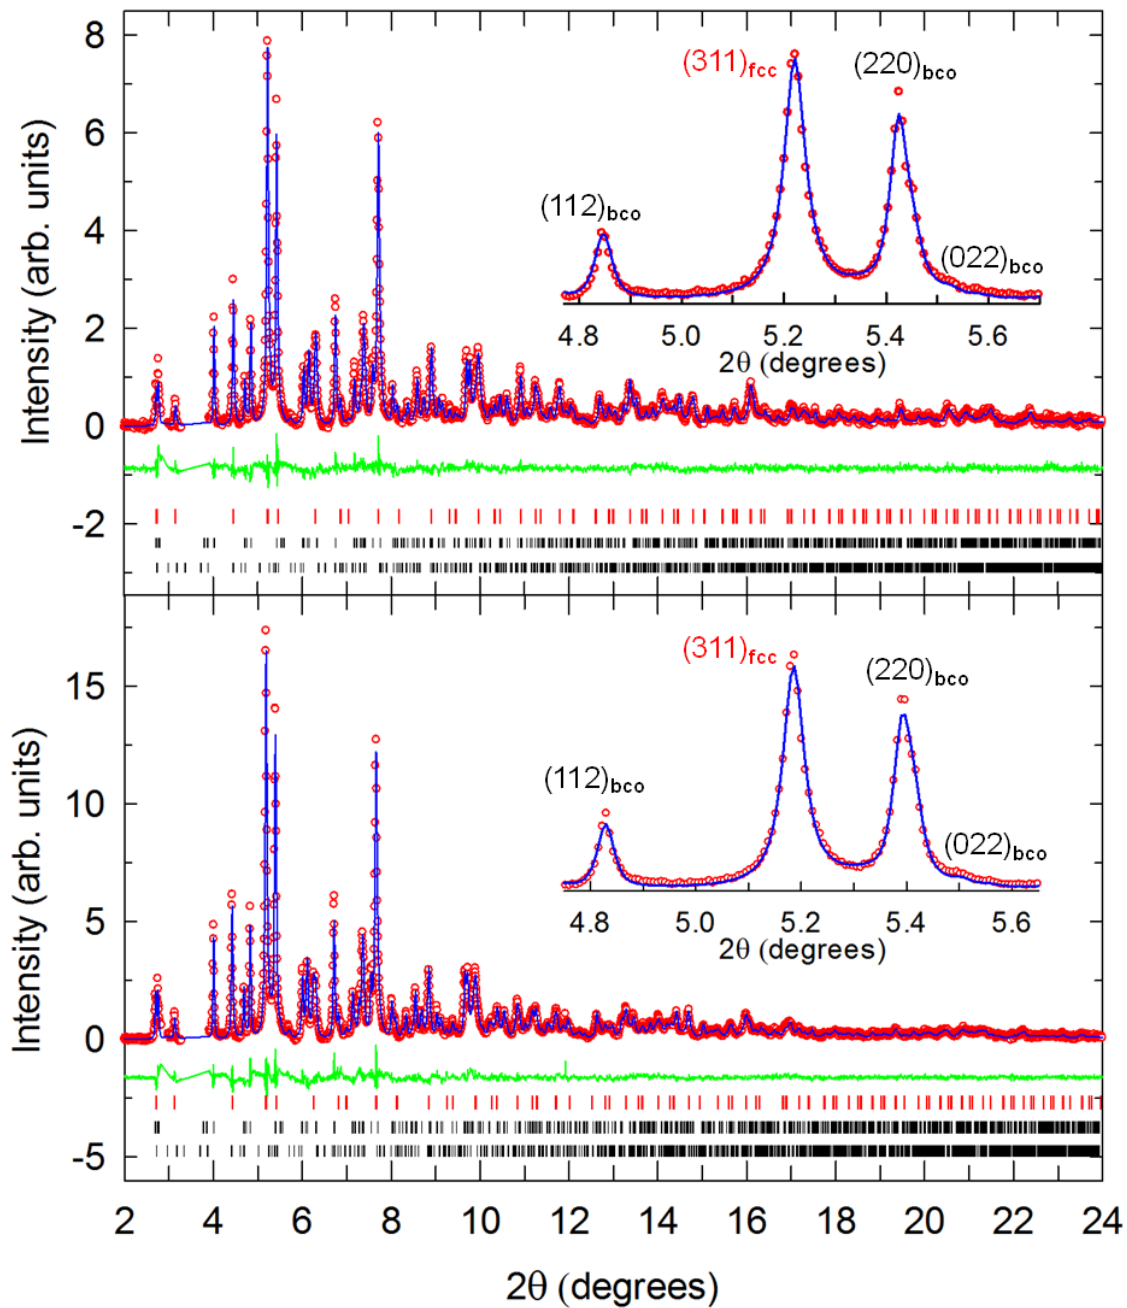 8
6
4
2
0
-2
Intensity (arb. units)
(311)fcc
(220)bco
(112)bco
(022)bco
4.8 5.0 5.2 5.4 5.6
2θ (degrees)
15
10
5
0
-5
Intensity (arb. units)
(311)fcc
(220)bco
(112)bco
(022)bco
4.8 5.0 5.2 5.4 5.6
2θ (degrees)
2 4 6 8 10 12 14 16 18 20 22 24
2θ (degrees)